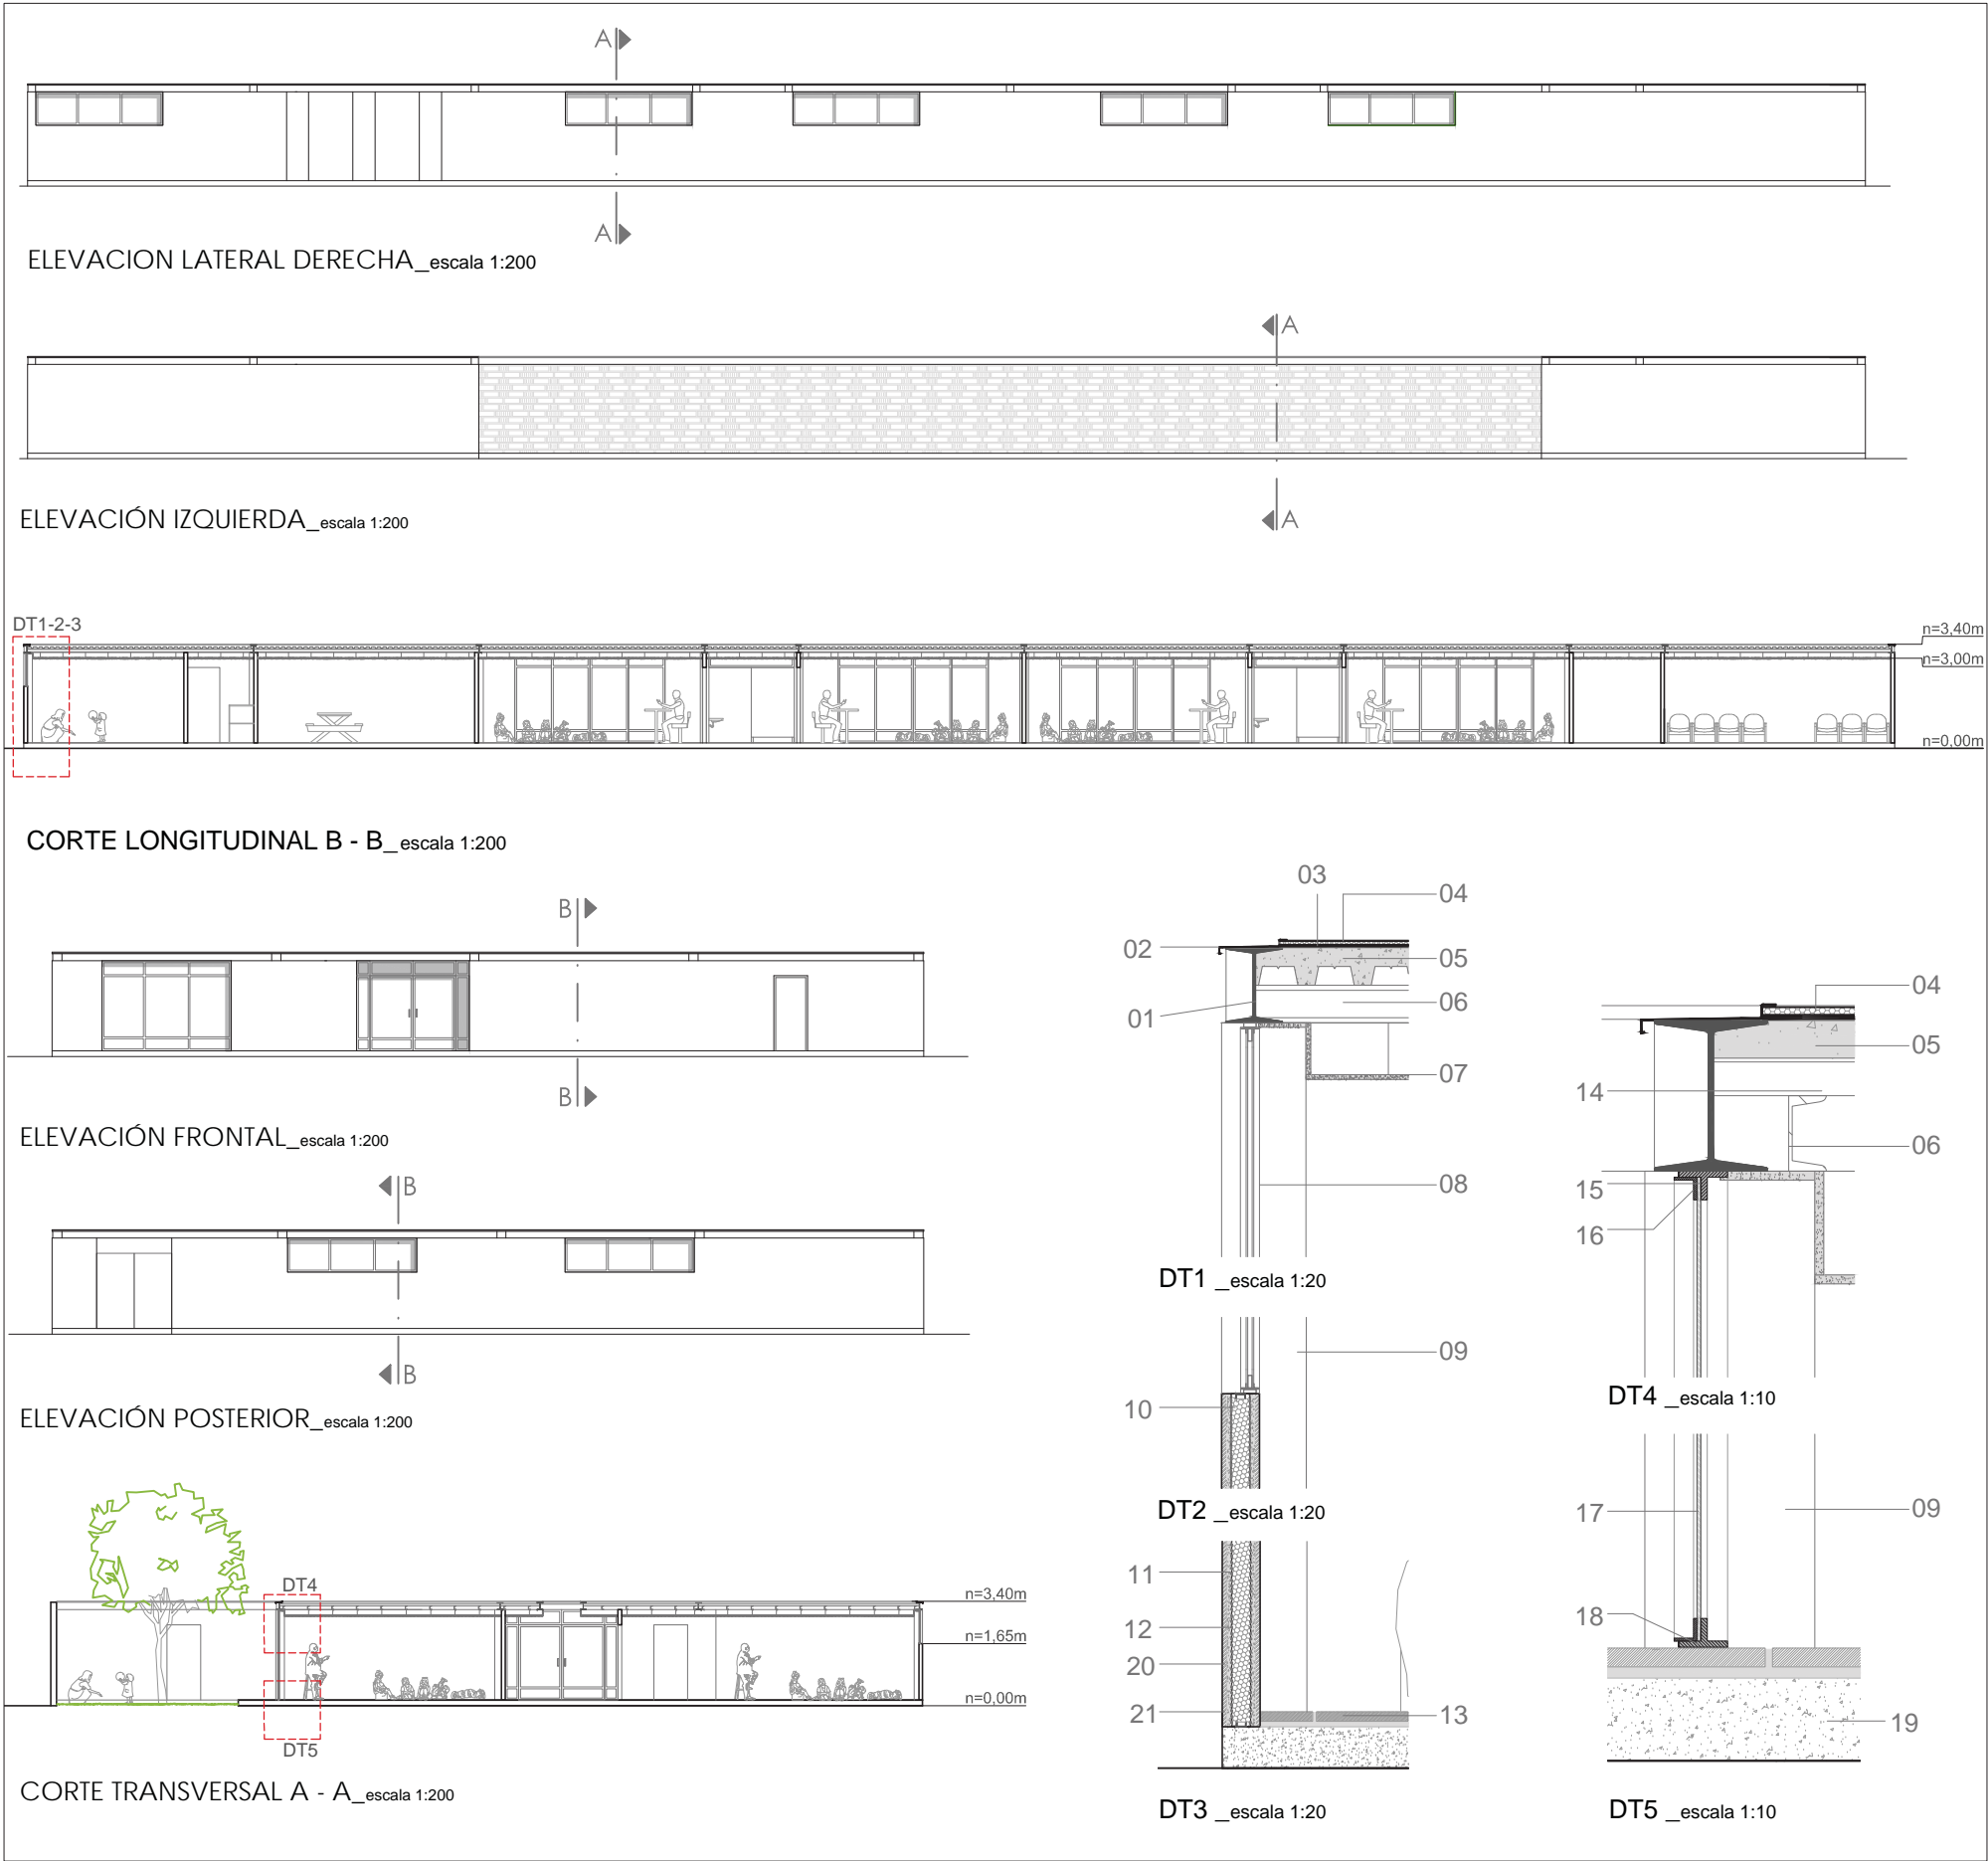 A
A
ELEVACION LATERAL DERECHA_escala 1:200
A
A
ELEVACIÓN IZQUIERDA_escala 1:200
DT1-2-3
n=3,40m
n=3,00m
n=0,00m
CORTE LONGITUDINAL B - B_escala 1:200
B
B
ELEVACIÓN FRONTAL_escala 1:200
B
B
ELEVACIÓN POSTERIOR_escala 1:200
DT4
n=3,40m
n=1,65m
n=0,00m
DT5
CORTE TRANSVERSAL A - A_escala 1:200
03
04
02
05
06
01
07
08
DT1 _escala 1:20
09
10
DT2 _escala 1:20
11
12
20
21
13
DT3 _escala 1:20
04
05
14
06
15
16
DT4 _escala 1:10
17
09
18
19
DT5 _escala 1:10